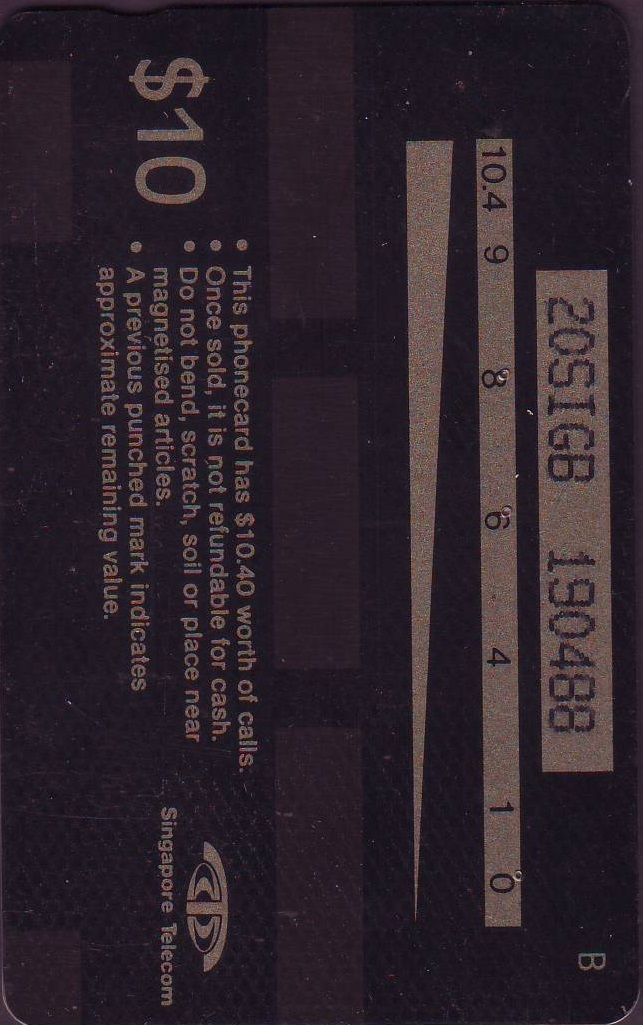 20SIGB 190488
10.4 9 8 6 4 1 0
$10
• This phonecard has $10.40 worth of calls.
• Once sold, it is not refundable for cash.
• Do not bend, scratch, soil or place near
magnetised articles.
• A previous punched mark indicates
approximate remaining value.
Singapore Telecom
B